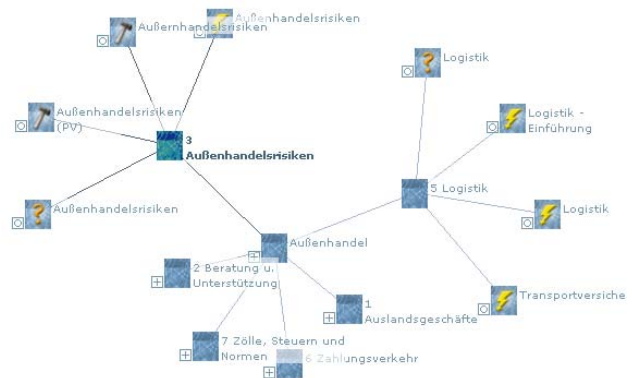 Außernhandelsrisiken
Außenhandelsrisiken
Logistik
Außenhandelsrisiken
(PV)
Logistik -
Einführung
3
Außenhandelsrisiken
5 Logistik
Außenhandelsrisiken
Logistik
Außenhandel
2 Beratung u.
Unterstützung
Transportversiche
1
Auslandsgeschäfte
7 Zölle, Steuern und
Normen
6 Zahlungsverkehr